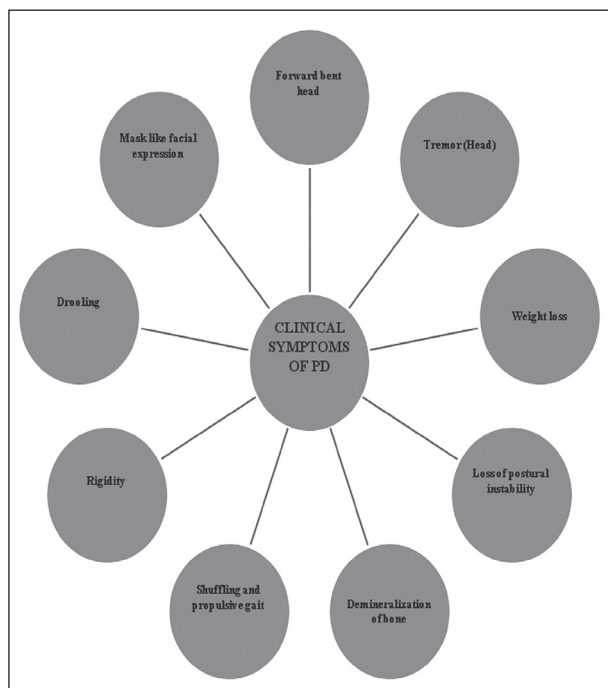 Forward bent
head
Mask like facial
expression
Tremor (Head)
Drooling
Weight loss
CLINICAL
SYMPTOMS
OF PD
Rigidity
Loss of postural
instability
Shuffling and
propulsive gait
Demineralization
of bone